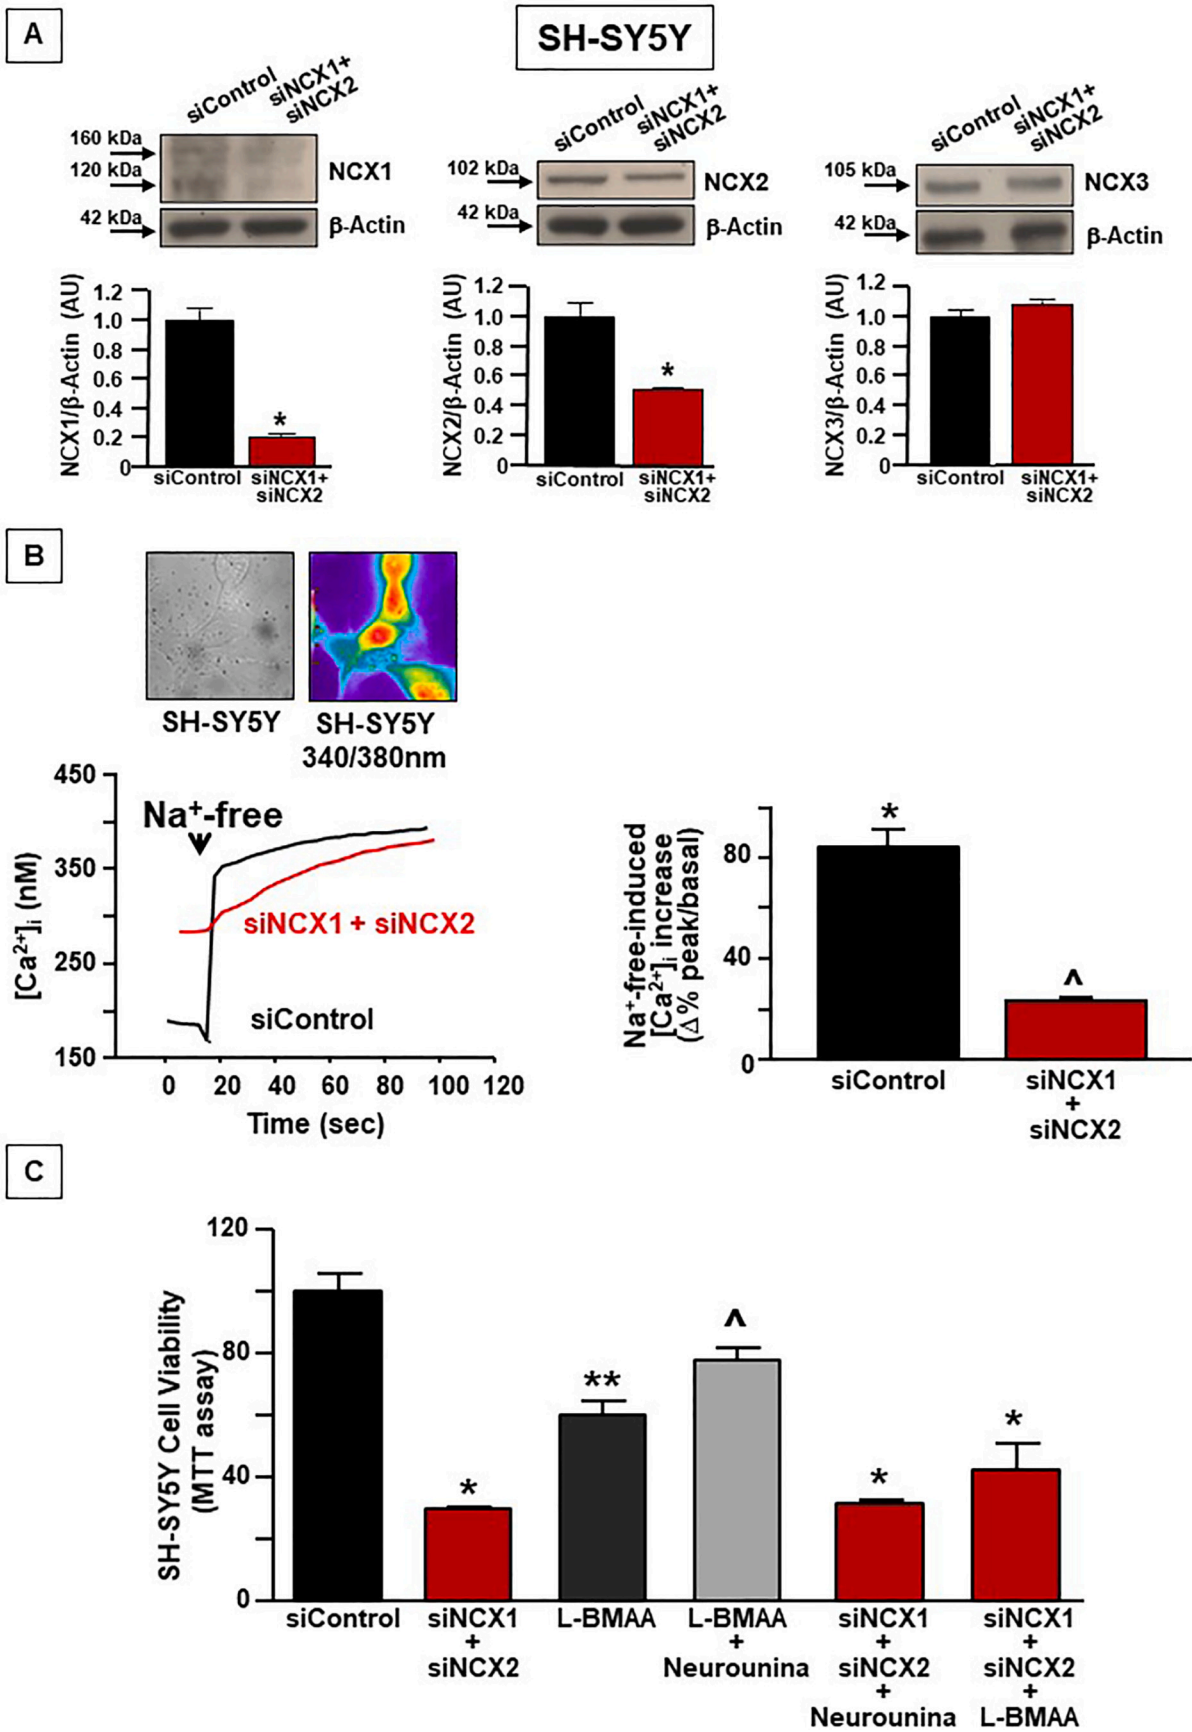 A
SH-SY5Y
siControl
siNCX1+
siNCX2
160 kDa
120 kDa
NCX1
42 kDa
β-Actin
siControl
siNCX1+
siNCX2
102 kDa
NCX2
42 kDa
β-Actin
siControl
siNCX1+
siNCX2
105 kDa
NCX3
42 kDa
β-Actin
NCX1/β-Actin (AU)
1.2
1.0
0.8
0.6
0.4
0.2
0
*
siControl
siNCX1+
siNCX2
NCX2/β-Actin (AU)
1.2
1.0
0.8
0.6
0.4
0.2
0
*
siControl
siNCX1+
siNCX2
NCX3/β-Actin (AU)
1.2
1.0
0.8
0.6
0.4
0.2
0
siControl
siNCX1+
siNCX2
B
SH-SY5Y
SH-SY5Y
340/380nm
[Ca²⁺]ᵢ (nM)
450
350
250
150
Na⁺-free
siNCX1 + siNCX2
siControl
0 20 40 60 80 100 120
Time (sec)
Na⁺-free-induced
[Ca²⁺]ᵢ increase
(Δ% peak/basal)
80
40
0
*
^
siControl
siNCX1
+
siNCX2
C
SH-SY5Y Cell Viability
(MTT assay)
120
80
40
0
*
**
^
*
*
siControl
siNCX1
+
siNCX2
L-BMAA
L-BMAA
+
Neurounina
siNCX1
+
siNCX2
+
Neurounina
siNCX1
+
siNCX2
+
L-BMAA